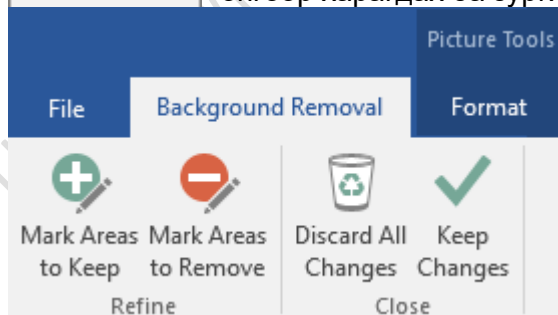 Picture Tools
File Background Removal Format
Mark Areas to Keep Mark Areas to Remove Discard All Changes Keep Changes
Refine Close